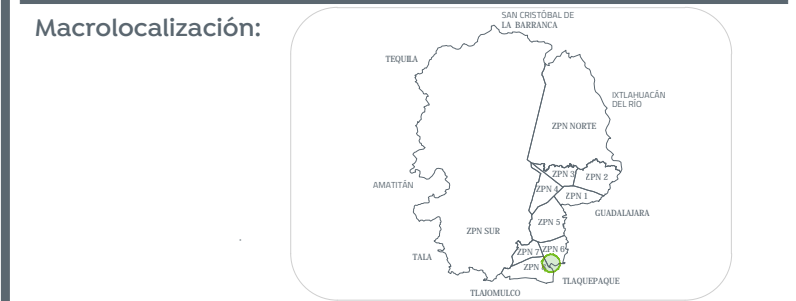 Macrolocalización:
SAN CRISTÓBAL DE
LA BARRANCA
TEQUILA
IXTLAHUACÁN
DEL RÍO
ZPN NORTE
ZPN 3
ZPN 2
AMATITÁN
ZPN 4
ZPN 1
GUADALAJARA
ZPN 5
ZPN SUR
ZPN 7
ZPN 6
TALA
ZPN
TLAQUEPAQUE
TLAJOMULCO